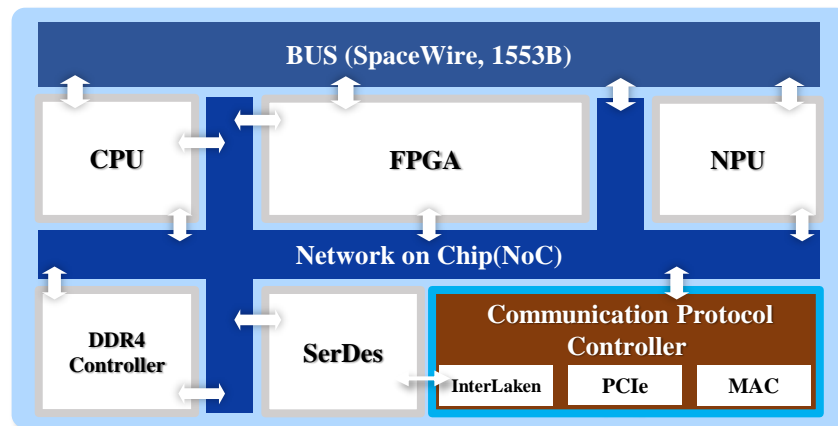 BUS (SpaceWire, 1553B)
CPU
FPGA
NPU
Network on Chip(NoC)
DDR4
Controller
SerDes
Communication Protocol
Controller
InterLaken
PCIe
MAC